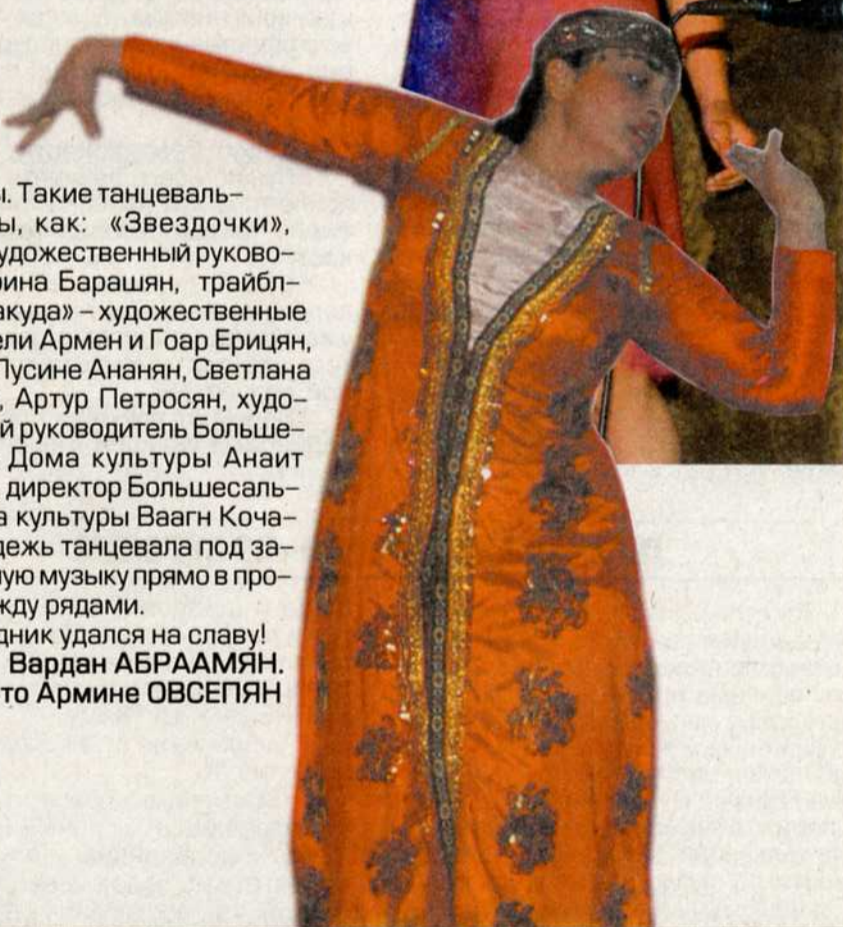 ы. Такие танцеваль-
ы, как: «Звездочки»,
удожественный руково-
рина Барашян, трайбл-
акуда» – художественные
ели Армен и Гоар Ерицян,
Лусине Ананян, Светлана
, Артур Петросян, худо-
й руководитель Больше-
Дома культуры Анаит
директор Большесаль-
а культуры Ваагн Коча-
дежь танцевала под за-
ную музыку прямо в про-
жду рядами.
дник удался на славу!
Вардан АБРААМЯН.
то Армине ОВСЕПЯН